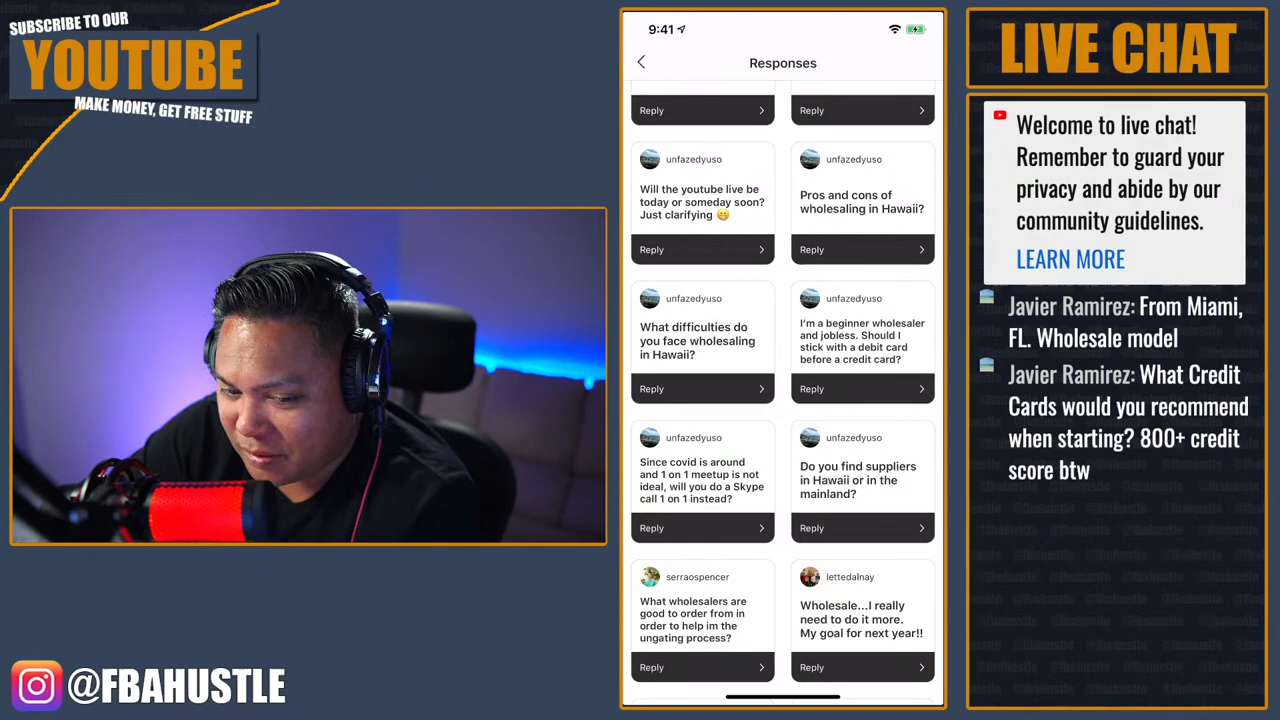 SUBSCRIBE TO OUR
YOUTUBE
MAKE MONEY, GET FREE STUFF
@FBAHUSTLE
9:41
Responses
Reply
Reply
unfazedyuso
Will the youtube live be
today or someday soon?
Just clarifying 😁
Reply
unfazedyuso
Pros and cons of
wholesaling in Hawaii?
Reply
unfazedyuso
What difficulties do
you face wholesaling
in Hawaii?
Reply
unfazedyuso
I'm a beginner wholesaler
and jobless. Should I
stick with a debit card
before a credit card?
Reply
unfazedyuso
Since covid is around
and 1 on 1 meetup is not
ideal, will you do a Skype
call 1 on 1 instead?
Reply
unfazedyuso
Do you find suppliers
in Hawaii or in the
mainland?
Reply
serraospencer
What wholesalers are
good to order from in
order to help im the
ungating process?
Reply
lettedalnay
Wholesale...I really
need to do it more.
My goal for next year!!
Reply
LIVE CHAT
Welcome to live chat!
Remember to guard your
privacy and abide by our
community guidelines.
LEARN MORE
Javier Ramirez: From Miami,
FL. Wholesale model
Javier Ramirez: What Credit
Cards would you recommend
when starting? 800+ credit
score btw